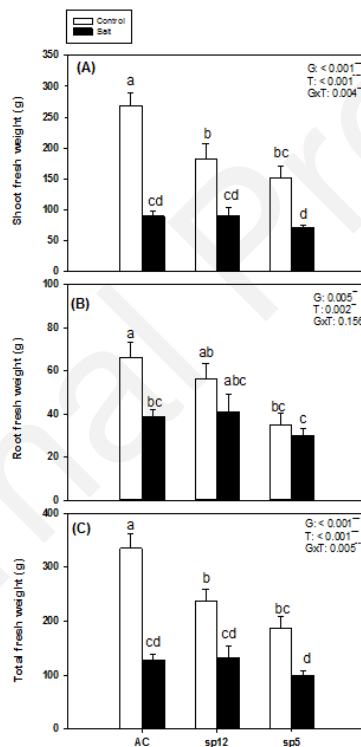 Control
Salt
(A)
G: < 0.001**
T: < 0.001**
GxT: 0.004**
Shoot fresh weight (g)
350
300
250
200
150
100
50
0
a
cd
b
cd
bc
d
(B)
G: 0.005**
T: 0.002**
GxT: 0.156
Root fresh weight (g)
100
80
60
40
20
0
a
bc
ab
abc
bc
c
(C)
G: < 0.001**
T: < 0.001**
GxT: 0.005**
Total fresh weight (g)
400
300
200
100
0
a
cd
b
cd
bc
d
AC sp12 sp5